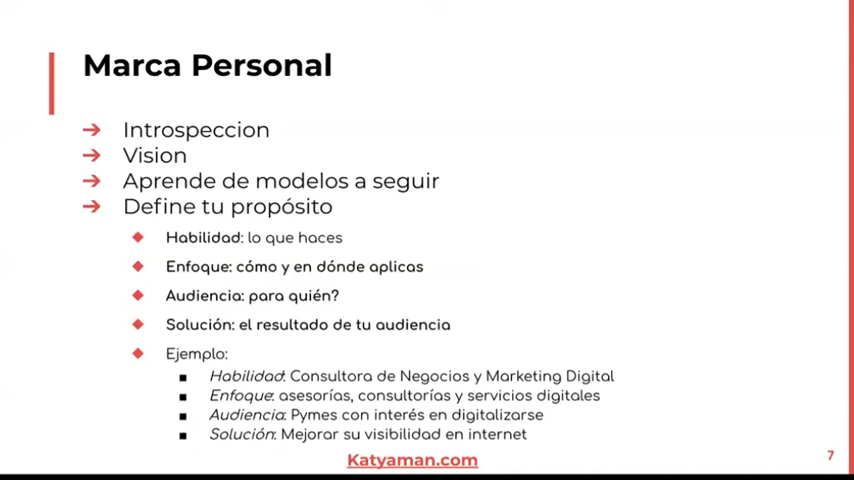 Marca Personal
➔ Introspeccion
➔ Vision
➔ Aprende de modelos a seguir
➔ Define tu propósito
◆ Habilidad: lo que haces
◆ Enfoque: cómo y en dónde aplicas
◆ Audiencia: para quién?
◆ Solución: el resultado de tu audiencia
◆ Ejemplo:
■ Habilidad: Consultora de Negocios y Marketing Digital
■ Enfoque: asesorías, consultorías y servicios digitales
■ Audiencia: Pymes con interés en digitalizarse
■ Solución: Mejorar su visibilidad en internet
Katyaman.com
7